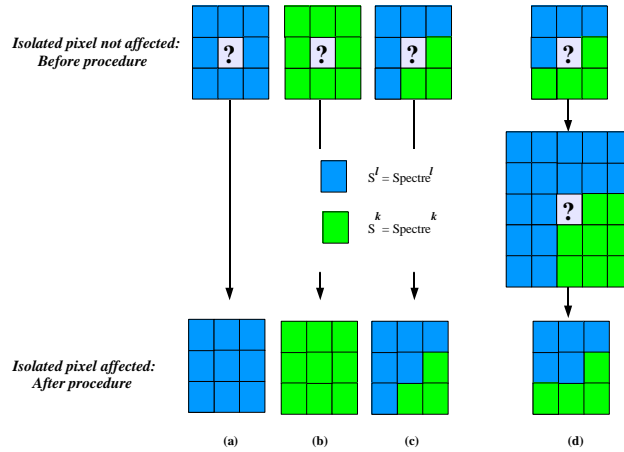 Isolated pixel not affected:
Before procedure
? ? ? ?
S^l = Spectre^l
?
S^k = Spectre^k
Isolated pixel affected:
After procedure
(a) (b) (c) (d)